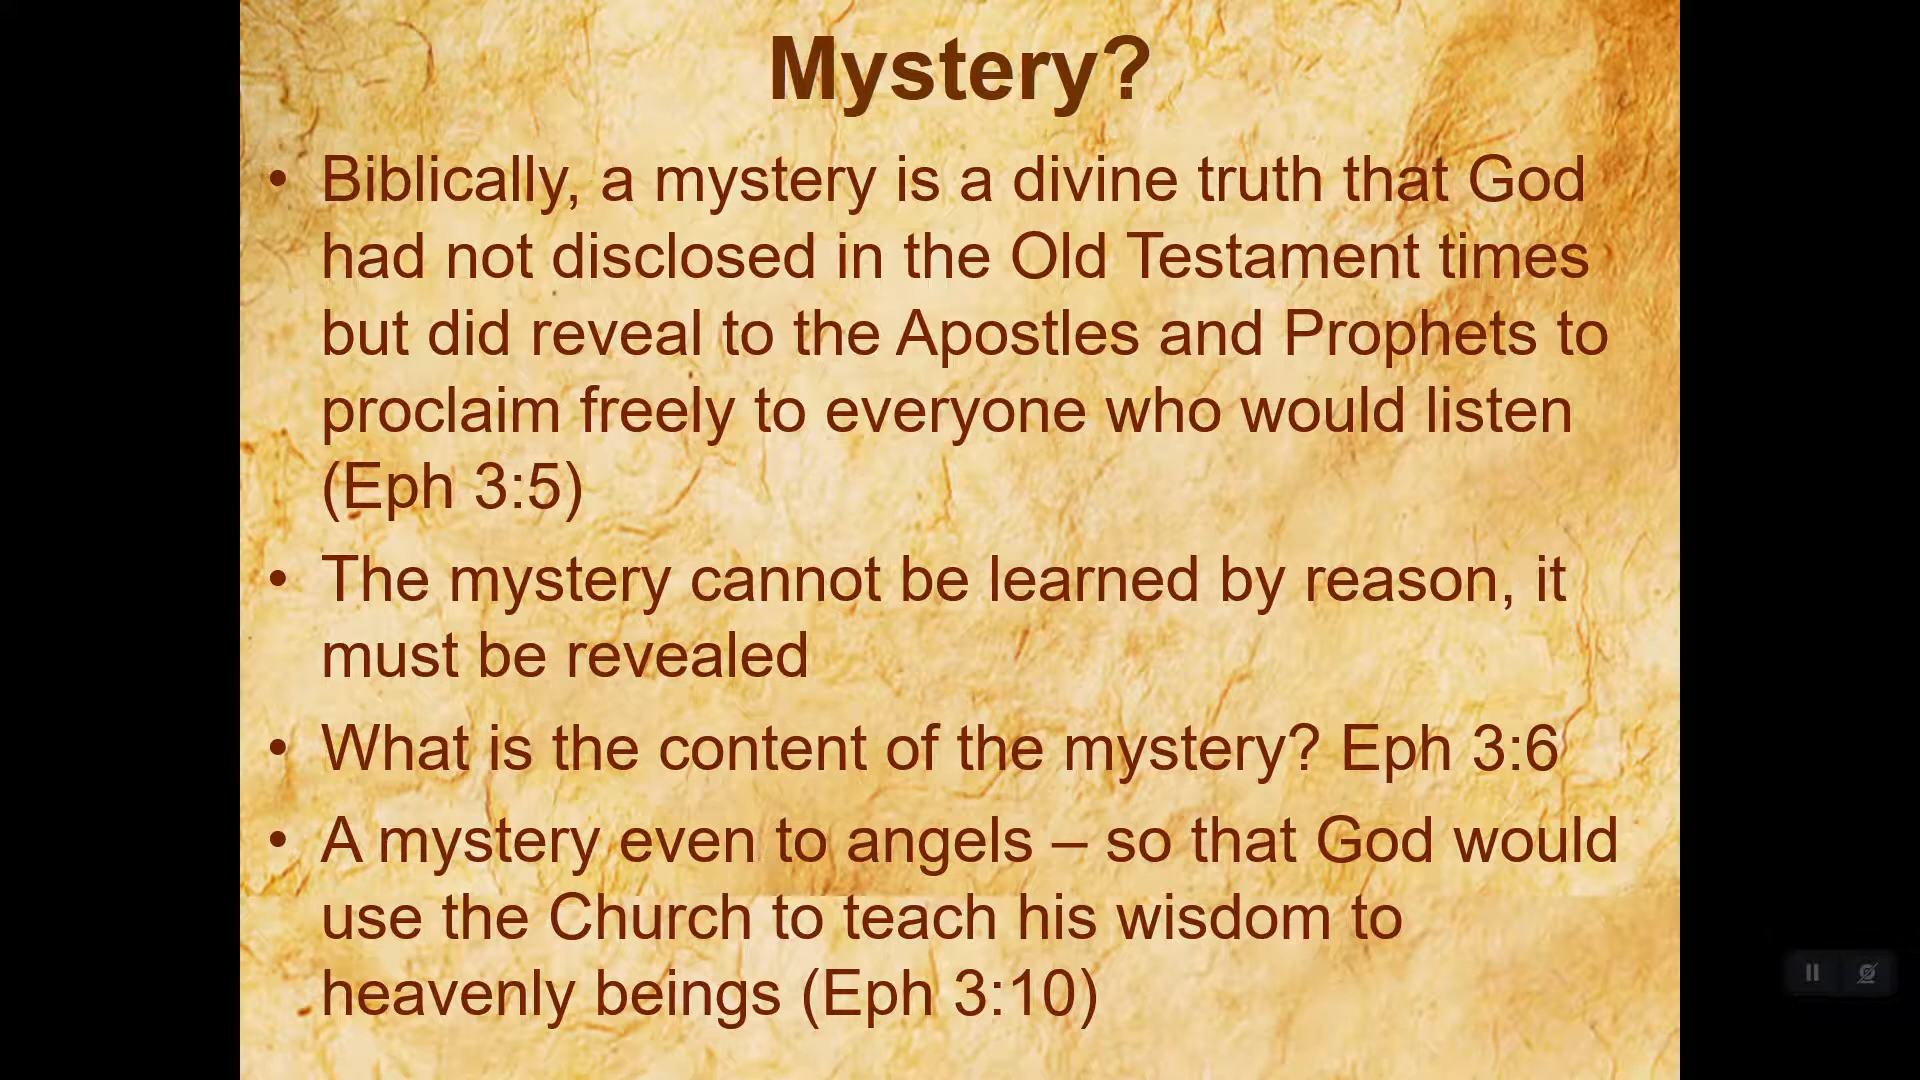 Mystery?
• Biblically, a mystery is a divine truth that God
had not disclosed in the Old Testament times
but did reveal to the Apostles and Prophets to
proclaim freely to everyone who would listen
(Eph 3:5)
• The mystery cannot be learned by reason, it
must be revealed
• What is the content of the mystery? Eph 3:6
• A mystery even to angels – so that God would
use the Church to teach his wisdom to
heavenly beings (Eph 3:10)